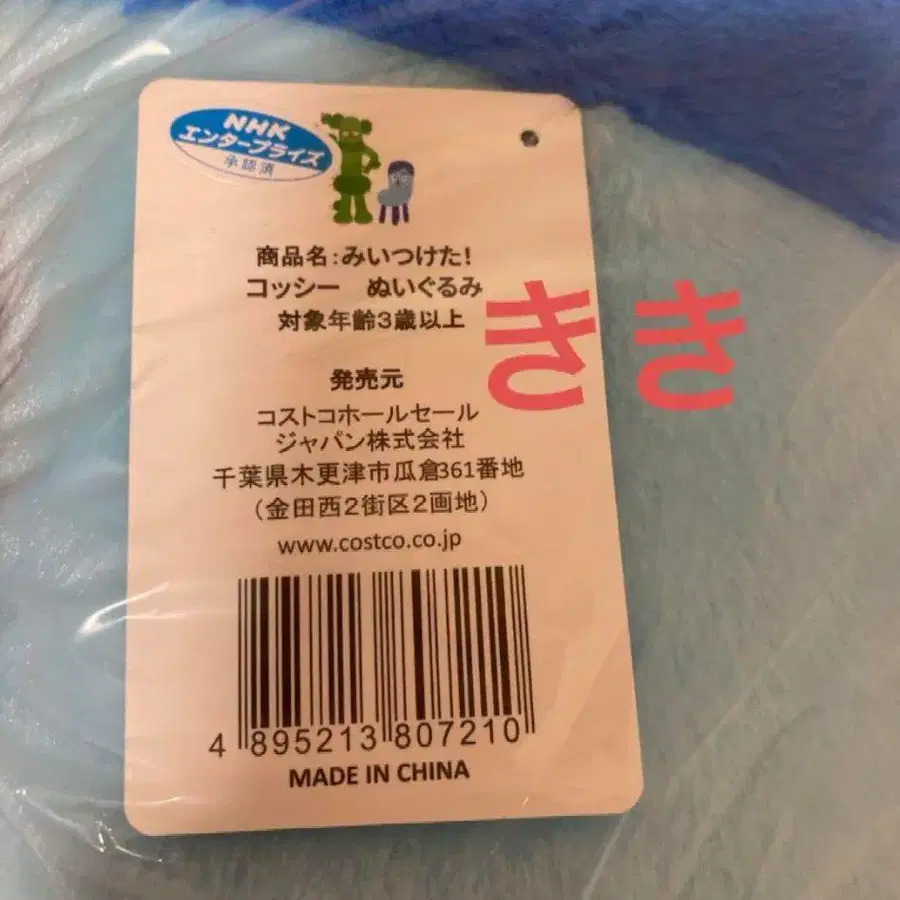 NHK
エンタープライズ
承認済
商品名:みいつけた!
コッシー　ぬいぐるみ
対象年齢3歳以上
きき
発売元
コストコホールセール
ジャパン株式会社
千葉県木更津市瓜倉361番地
(金田西2街区2画地)
www.costco.co.jp
4 895213 807210
MADE IN CHINA